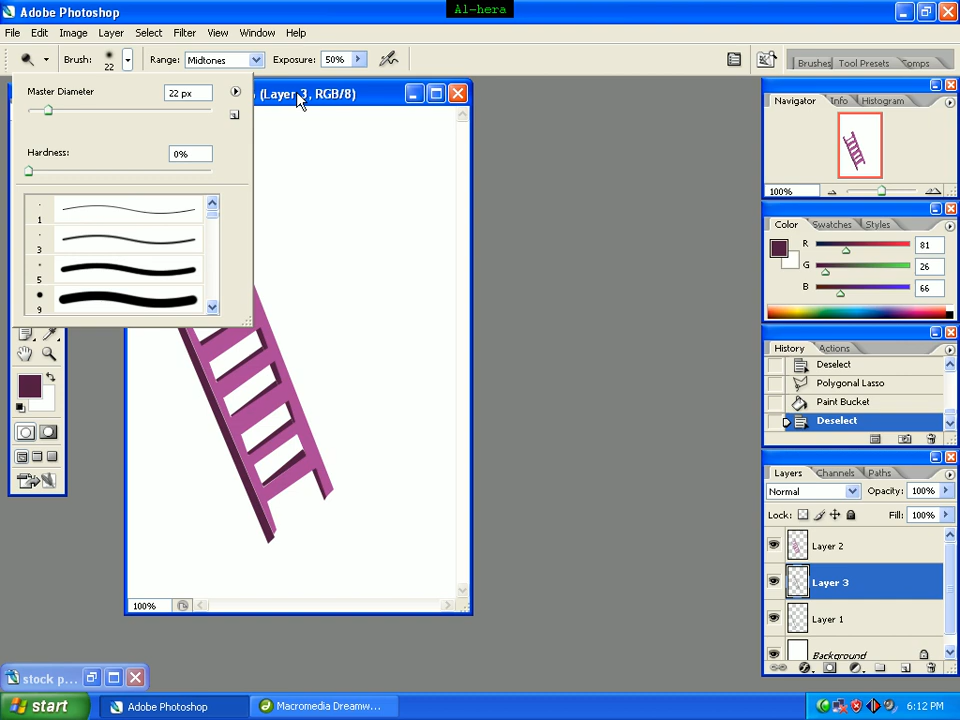 Al-hera
Adobe Photoshop
File Edit Image Layer Select Filter View Window Help
Brush: 22 Range: Midtones Exposure: 50%
Brushes Tool Presets Comps
Master Diameter 22 px
Hardness: 0%
1
3
5
9
(Layer 3, RGB/8)
100%
stock p...
Navigator Info Histogram
100%
Color Swatches Styles
R 81
G 26
B 66
History Actions
Deselect
Polygonal Lasso
Paint Bucket
Deselect
Layers Channels Paths
Normal Opacity: 100%
Lock: Fill: 100%
Layer 2
Layer 3
Layer 1
Background
start Adobe Photoshop Macromedia Dreamw... 6:12 PM